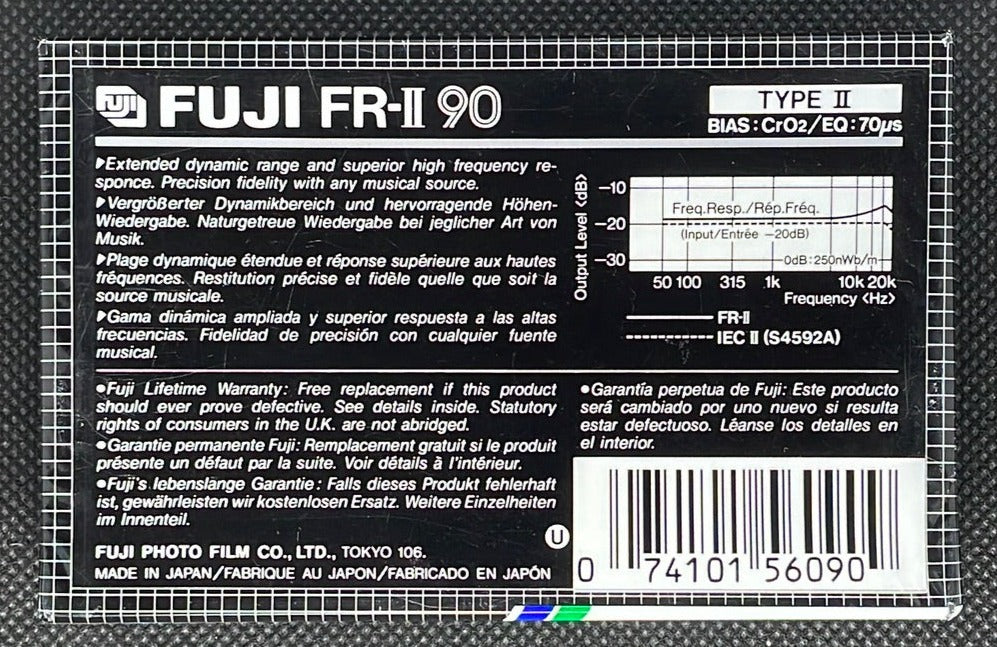 FUJI FUJI FR-II 90
TYPE II
BIAS:CrO2/EQ:70μs
▶Extended dynamic range and superior high frequency re-
sponce. Precision fidelity with any musical source.
▶Vergrößerter Dynamikbereich und hervorragende Höhen-
Wiedergabe. Naturgetreue Wiedergabe bei jeglicher Art von
Musik.
▶Plage dynamique étendue et réponse supérieure aux hautes
fréquences. Restitution précise et fidèle quelle que soit la
source musicale.
▶Gama dinámica ampliada y superior respuesta a las altas
frecuencias. Fidelidad de precisión con cualquier fuente
musical.
Output Level <dB>
-10
-20
-30
Freq.Resp./Rép.Fréq.
(Input/Entrée -20dB)
0dB:250nWb/m
50 100 315 1k 10k 20k
Frequency <Hz>
FR-II
IEC II (S4592A)
●Fuji Lifetime Warranty: Free replacement if this product
should ever prove defective. See details inside. Statutory
rights of consumers in the U.K. are not abridged.
●Garantie permanente Fuji: Remplacement gratuit si le produit
présente un défaut par la suite. Voir détails à l'intérieur.
●Fuji's lebenslänge Garantie: Falls dieses Produkt fehlerhaft
ist, gewährleisten wir kostenlosen Ersatz. Weitere Einzelheiten
im Innenteil.
●Garantía perpetua de Fuji: Este producto
será cambiado por uno nuevo si resulta
estar defectuoso. Léanse los detalles en
el interior.
FUJI PHOTO FILM CO., LTD., TOKYO 106.
MADE IN JAPAN/FABRIQUE AU JAPON/FABRICADO EN JAPÓN
U
0 74101 56090